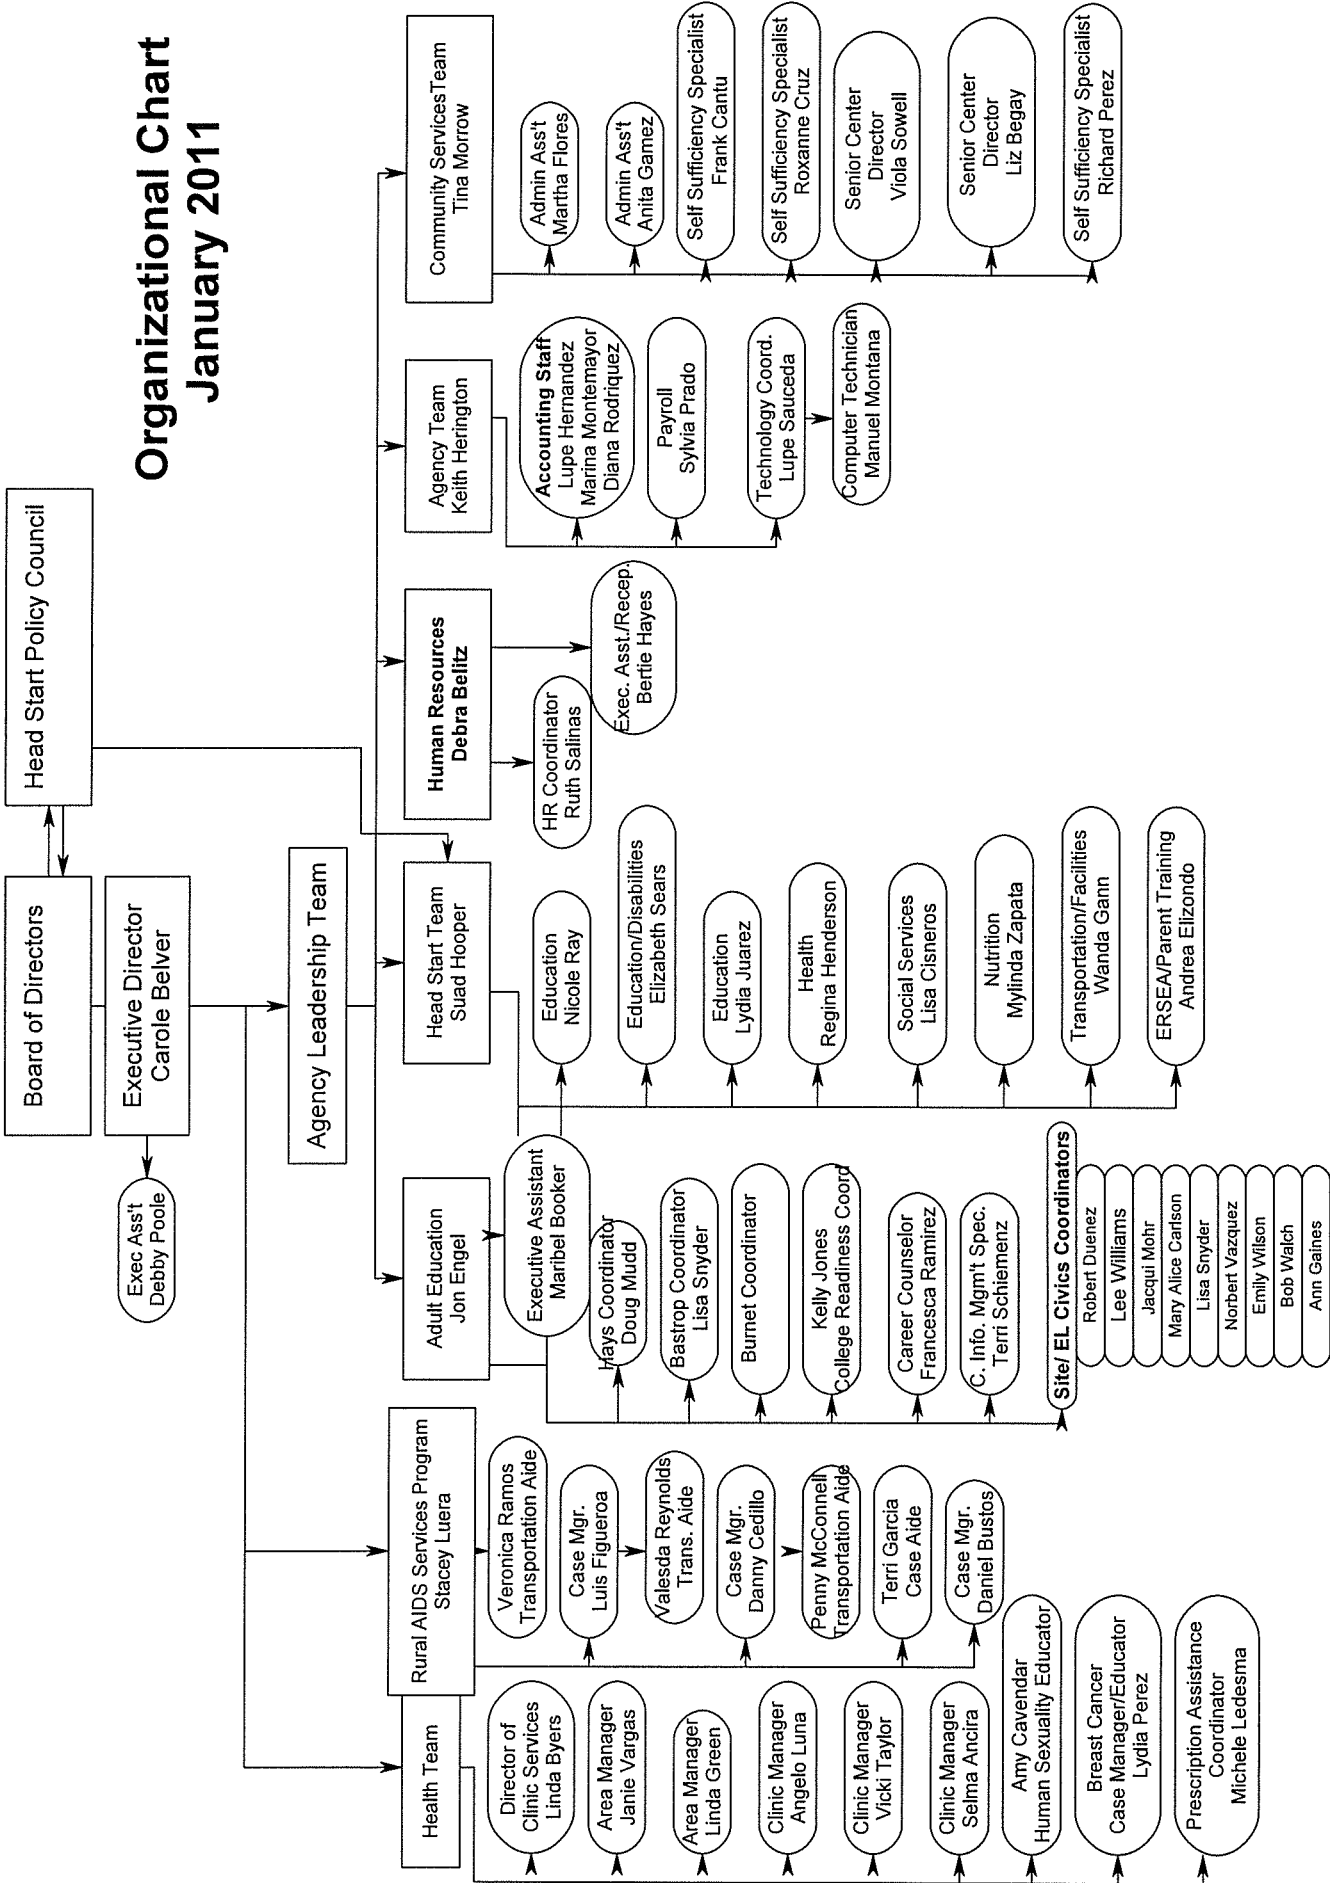 Organizational Chart
January 2011
Head Start Policy Council
Board of Directors
Executive Director
Carole Belver
Exec Ass't
Debby Poole
Agency Leadership Team
Health Team
Director of
Clinic Services
Linda Byers
Area Manager
Janie Vargas
Area Manager
Linda Green
Clinic Manager
Angelo Luna
Clinic Manager
Vicki Taylor
Clinic Manager
Selma Ancira
Amy Cavendar
Human Sexuality Educator
Breast Cancer
Case Manager/Educator
Lydia Perez
Prescription Assistance
Coordinator
Michele Ledesma
Rural AIDS Services Program
Stacey Luera
Veronica Ramos
Transportation Aide
Case Mgr.
Luis Figueroa
Valesda Reynolds
Trans. Aide
Case Mgr.
Danny Cedillo
Penny McConnell
Transportation Aide
Terri Garcia
Case Aide
Case Mgr.
Daniel Bustos
Adult Education
Jon Engel
Executive Assistant
Maribel Booker
Hays Coordinator
Doug Mudd
Bastrop Coordinator
Lisa Snyder
Burnet Coordinator
Kelly Jones
College Readiness Coord
Career Counselor
Francesca Ramirez
C. Info. Mgm't Spec.
Terri Schiemenz
Site/ EL Civics Coordinators
Robert Duenez
Lee Williams
Jacqui Mohr
Mary Alice Carlson
Lisa Snyder
Norbert Vazquez
Emily Wilson
Bob Walch
Ann Gaines
Head Start Team
Suad Hooper
Education
Nicole Ray
Education/Disabilities
Elizabeth Sears
Education
Lydia Juarez
Health
Regina Henderson
Social Services
Lisa Cisneros
Nutrition
Mylinda Zapata
Transportation/Facilities
Wanda Gann
ERSEA/Parent Training
Andrea Elizondo
Human Resources
Debra Belitz
HR Coordinator
Ruth Salinas
Exec. Asst./Recep.
Bertie Hayes
Agency Team
Keith Herington
Accounting Staff
Lupe Hernandez
Marina Montemayor
Diana Rodriquez
Payroll
Sylvia Prado
Technology Coord.
Lupe Sauceda
Computer Technician
Manuel Montana
Community ServicesTeam
Tina Morrow
Admin Ass't
Martha Flores
Admin Ass't
Anita Gamez
Self Sufficiency Specialist
Frank Cantu
Self Sufficiency Specialist
Roxanne Cruz
Senior Center
Director
Viola Sowell
Senior Center
Director
Liz Begay
Self Sufficiency Specialist
Richard Perez